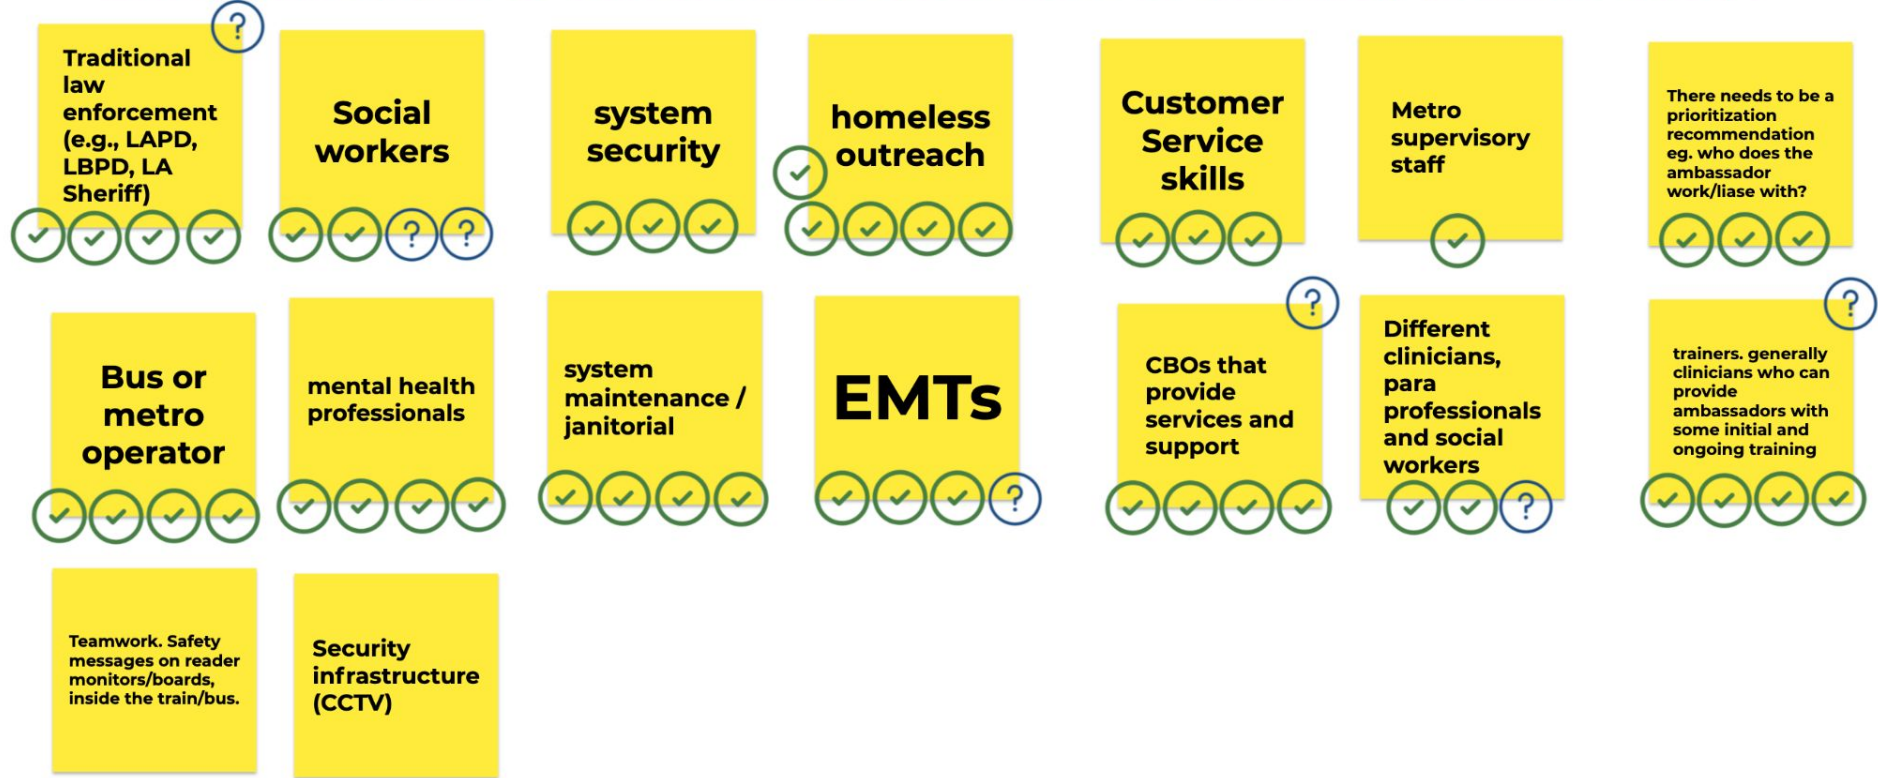 Traditional
law
enforcement
(e.g., LAPD,
LBPD, LA
Sheriff)
?
Social
workers
? ?
system
security
homeless
outreach
Customer
Service
skills
Metro
supervisory
staff
There needs to be a
prioritization
recommendation
eg. who does the
ambassador
work/liase with?
Bus or
metro
operator
mental health
professionals
system
maintenance /
janitorial
EMTs
?
CBOs that
provide
services and
support
?
Different
clinicians,
para
professionals
and social
workers
?
trainers. generally
clinicians who can
provide
ambassadors with
some initial and
ongoing training
?
Teamwork. Safety
messages on reader
monitors/boards,
inside the train/bus.
Security
infrastructure
(CCTV)